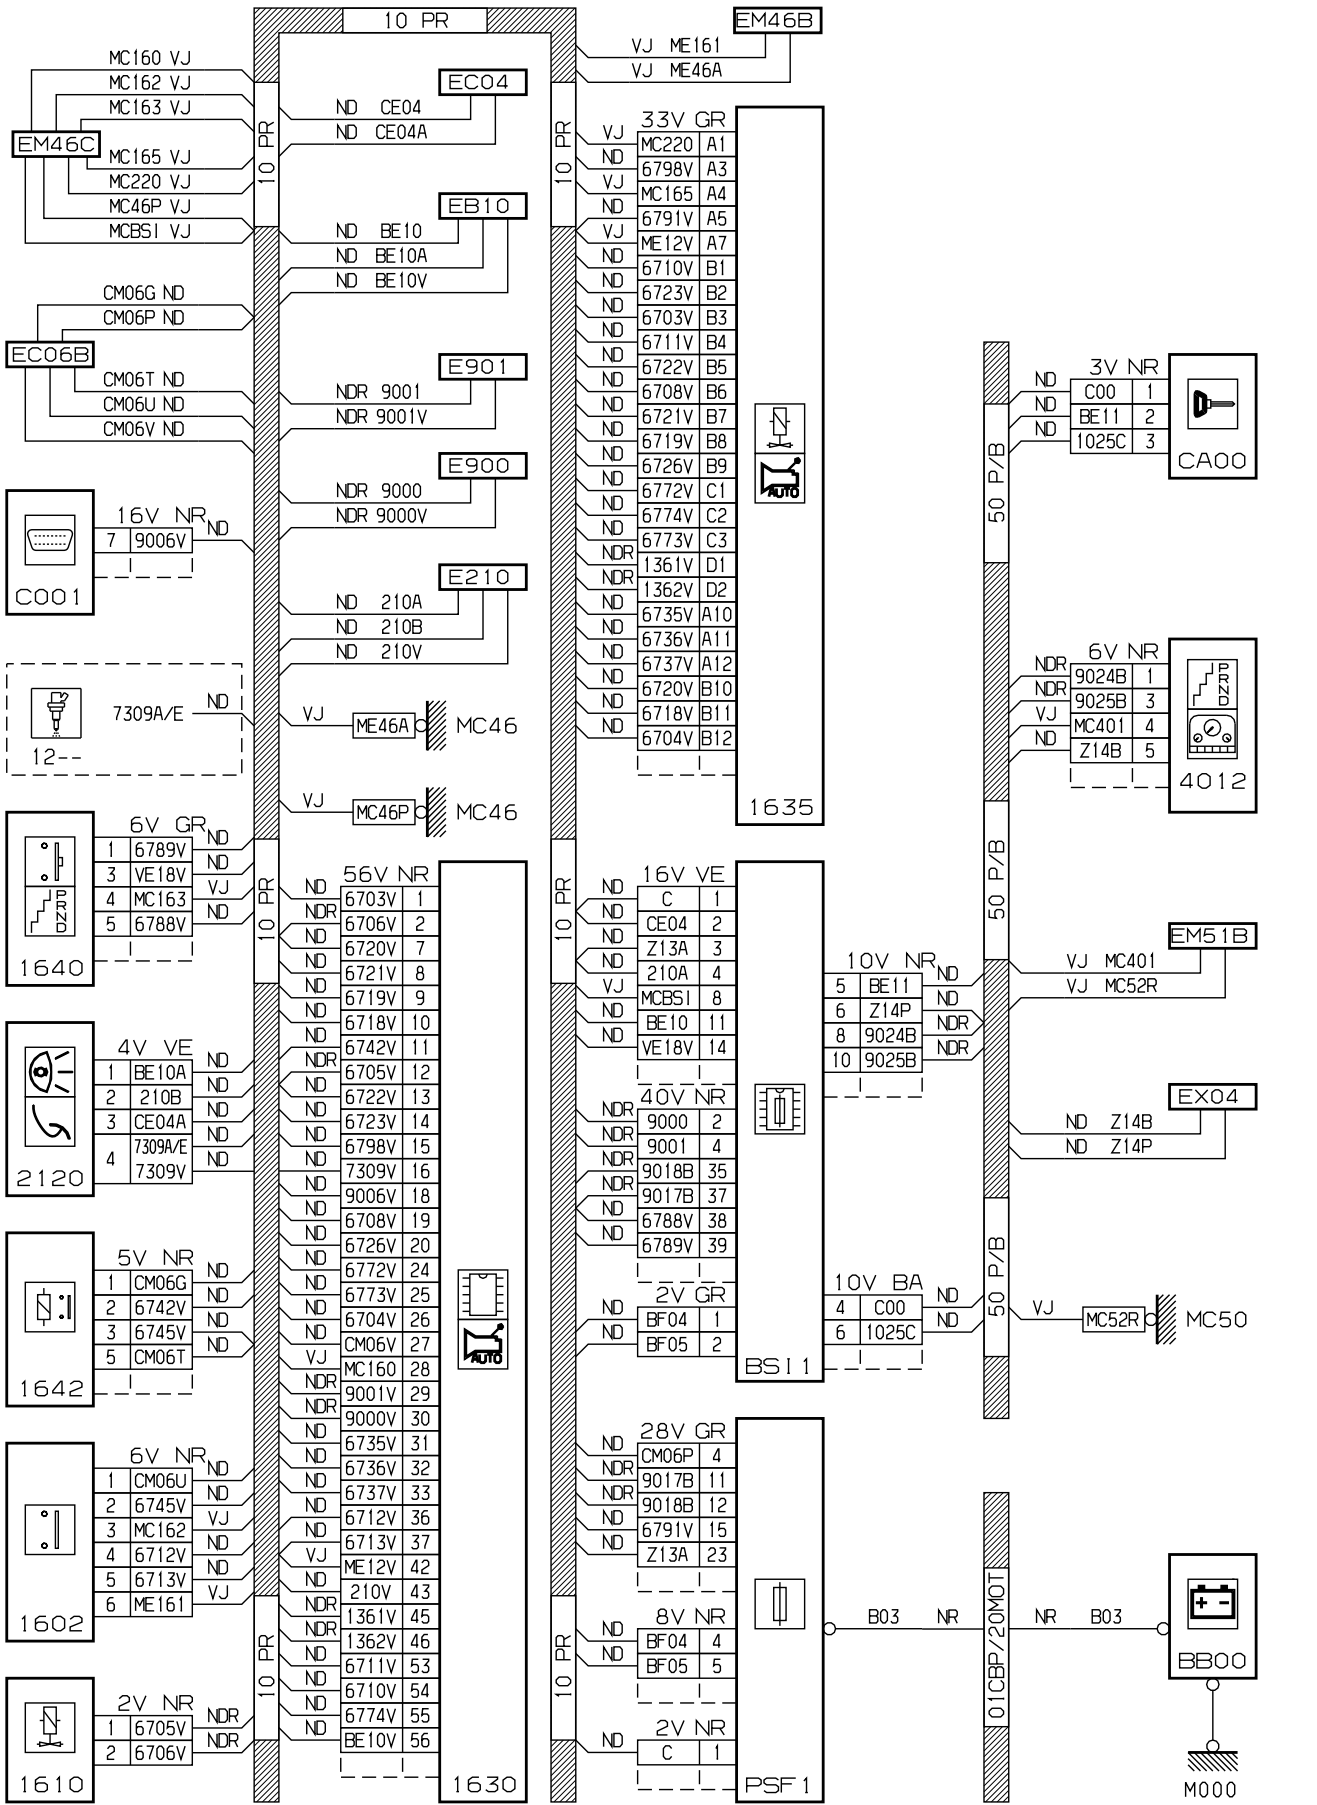 10 PR
EM46B
VJ ME161
VJ ME46A
MC160 VJ
MC162 VJ
MC163 VJ
EM46C
MC165 VJ
MC220 VJ
MC46P VJ
MCBSI VJ
CM06G ND
CM06P ND
EC06B
CM06T ND
CM06U ND
CM06V ND
16V NR
7 9006V ND
C001
7309A/E ND
12--
6V GR
1 6789V ND
3 VE18V ND
4 MC163 VJ
5 6788V ND
1640
PRND
4V VE
1 BE10A ND
2 210B ND
3 CE04A ND
7309A/E ND
4 7309V ND
2120
5V NR
1 CM06G ND
2 6742V ND
3 6745V ND
5 CM06T ND
1642
6V NR
1 CM06U ND
2 6745V ND
3 MC162 VJ
4 6712V ND
5 6713V ND
6 ME161 VJ
1602
2V NR
1 6705V NDR
2 6706V NDR
1610
10 PR
10 PR
10 PR
EC04
ND CE04
ND CE04A
EB10
ND BE10
ND BE10A
ND BE10V
E901
NDR 9001
NDR 9001V
E900
NDR 9000
NDR 9000V
E210
ND 210A
ND 210B
ND 210V
VJ ME46A MC46
VJ MC46P MC46
56V NR
ND 6703V 1
NDR 6706V 2
ND 6720V 7
ND 6721V 8
ND 6719V 9
ND 6718V 10
ND 6742V 11
NDR 6705V 12
ND 6722V 13
ND 6723V 14
ND 6798V 15
7309V 16
ND 9006V 18
ND 6708V 19
ND 6726V 20
ND 6772V 24
ND 6773V 25
ND 6704V 26
ND CM06V 27
VJ MC160 28
NDR 9001V 29
NDR 9000V 30
ND 6735V 31
ND 6736V 32
ND 6737V 33
ND 6712V 36
ND 6713V 37
VJ ME12V 42
ND 210V 43
NDR 1361V 45
NDR 1362V 46
ND 6711V 53
ND 6710V 54
ND 6774V 55
ND BE10V 56
AUTO
1630
10 PR
10 PR
10 PR
33V GR
VJ MC220 A1
ND 6798V A3
VJ MC165 A4
ND 6791V A5
VJ ME12V A7
ND 6710V B1
ND 6723V B2
ND 6703V B3
ND 6711V B4
ND 6722V B5
ND 6708V B6
ND 6721V B7
ND 6719V B8
ND 6726V B9
ND 6772V C1
ND 6774V C2
ND 6773V C3
NDR 1361V D1
NDR 1362V D2
ND 6735V A10
ND 6736V A11
ND 6737V A12
ND 6720V B10
ND 6718V B11
ND 6704V B12
AUTO
1635
16V VE
ND C 1
ND CE04 2
ND Z13A 3
ND 210A 4
VJ MCBSI 8
ND BE10 11
ND VE18V 14
40V NR
NDR 9000 2
NDR 9001 4
NDR 9018B 35
NDR 9017B 37
ND 6788V 38
ND 6789V 39
2V GR
ND BF04 1
ND BF05 2
10V NR
5 BE11 ND
6 Z14P ND
8 9024B NDR
10 9025B NDR
10V BA
4 C00 ND
6 1025C ND
BSI1
28V GR
ND CM06P 4
NDR 9017B 11
NDR 9018B 12
ND 6791V 15
ND Z13A 23
8V NR
ND BF04 4
ND BF05 5
2V NR
ND C 1
PSF1
B03 NR
NR B03
50 P/B
50 P/B
50 P/B
01CBP/20MOT
3V NR
ND C00 1
ND BE11 2
ND 1025C 3
CA00
6V NR
NDR 9024B 1
NDR 9025B 3
VJ MC401 4
ND Z14B 5
PRND
4012
EM51B
VJ MC401
VJ MC52R
EX04
ND Z14B
ND Z14P
VJ MC52R MC50
+ -
BB00
M000